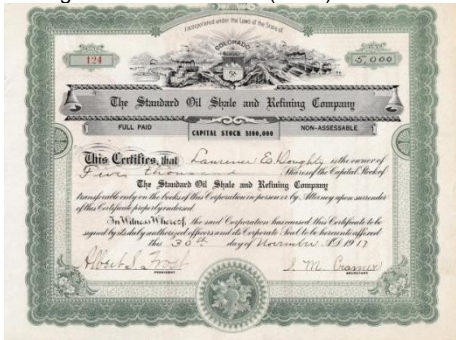 Incorporated under the Laws of the State of
COLORADO
124
5,000
The Standard Oil Shale and Refining Company
FULL PAID
CAPITAL STOCK $100,000
NON-ASSESSABLE
This Certifies, that E. Doughty is the owner of
Five thousand Shares of the Capital Stock of
The Standard Oil Shale and Refining Company
transferable only on the books of this Corporation in person or by Attorney upon surrender
of this Certificate properly endorsed.
In Witness Whereof, the said Corporation has caused this Certificate to be
signed by its duly authorized officers and its Corporate Seal to be hereunto affixed
this 30th day of November A.D. 1917
Albert S. Frost
J. M. Cramer
PRESIDENT
SECRETARY